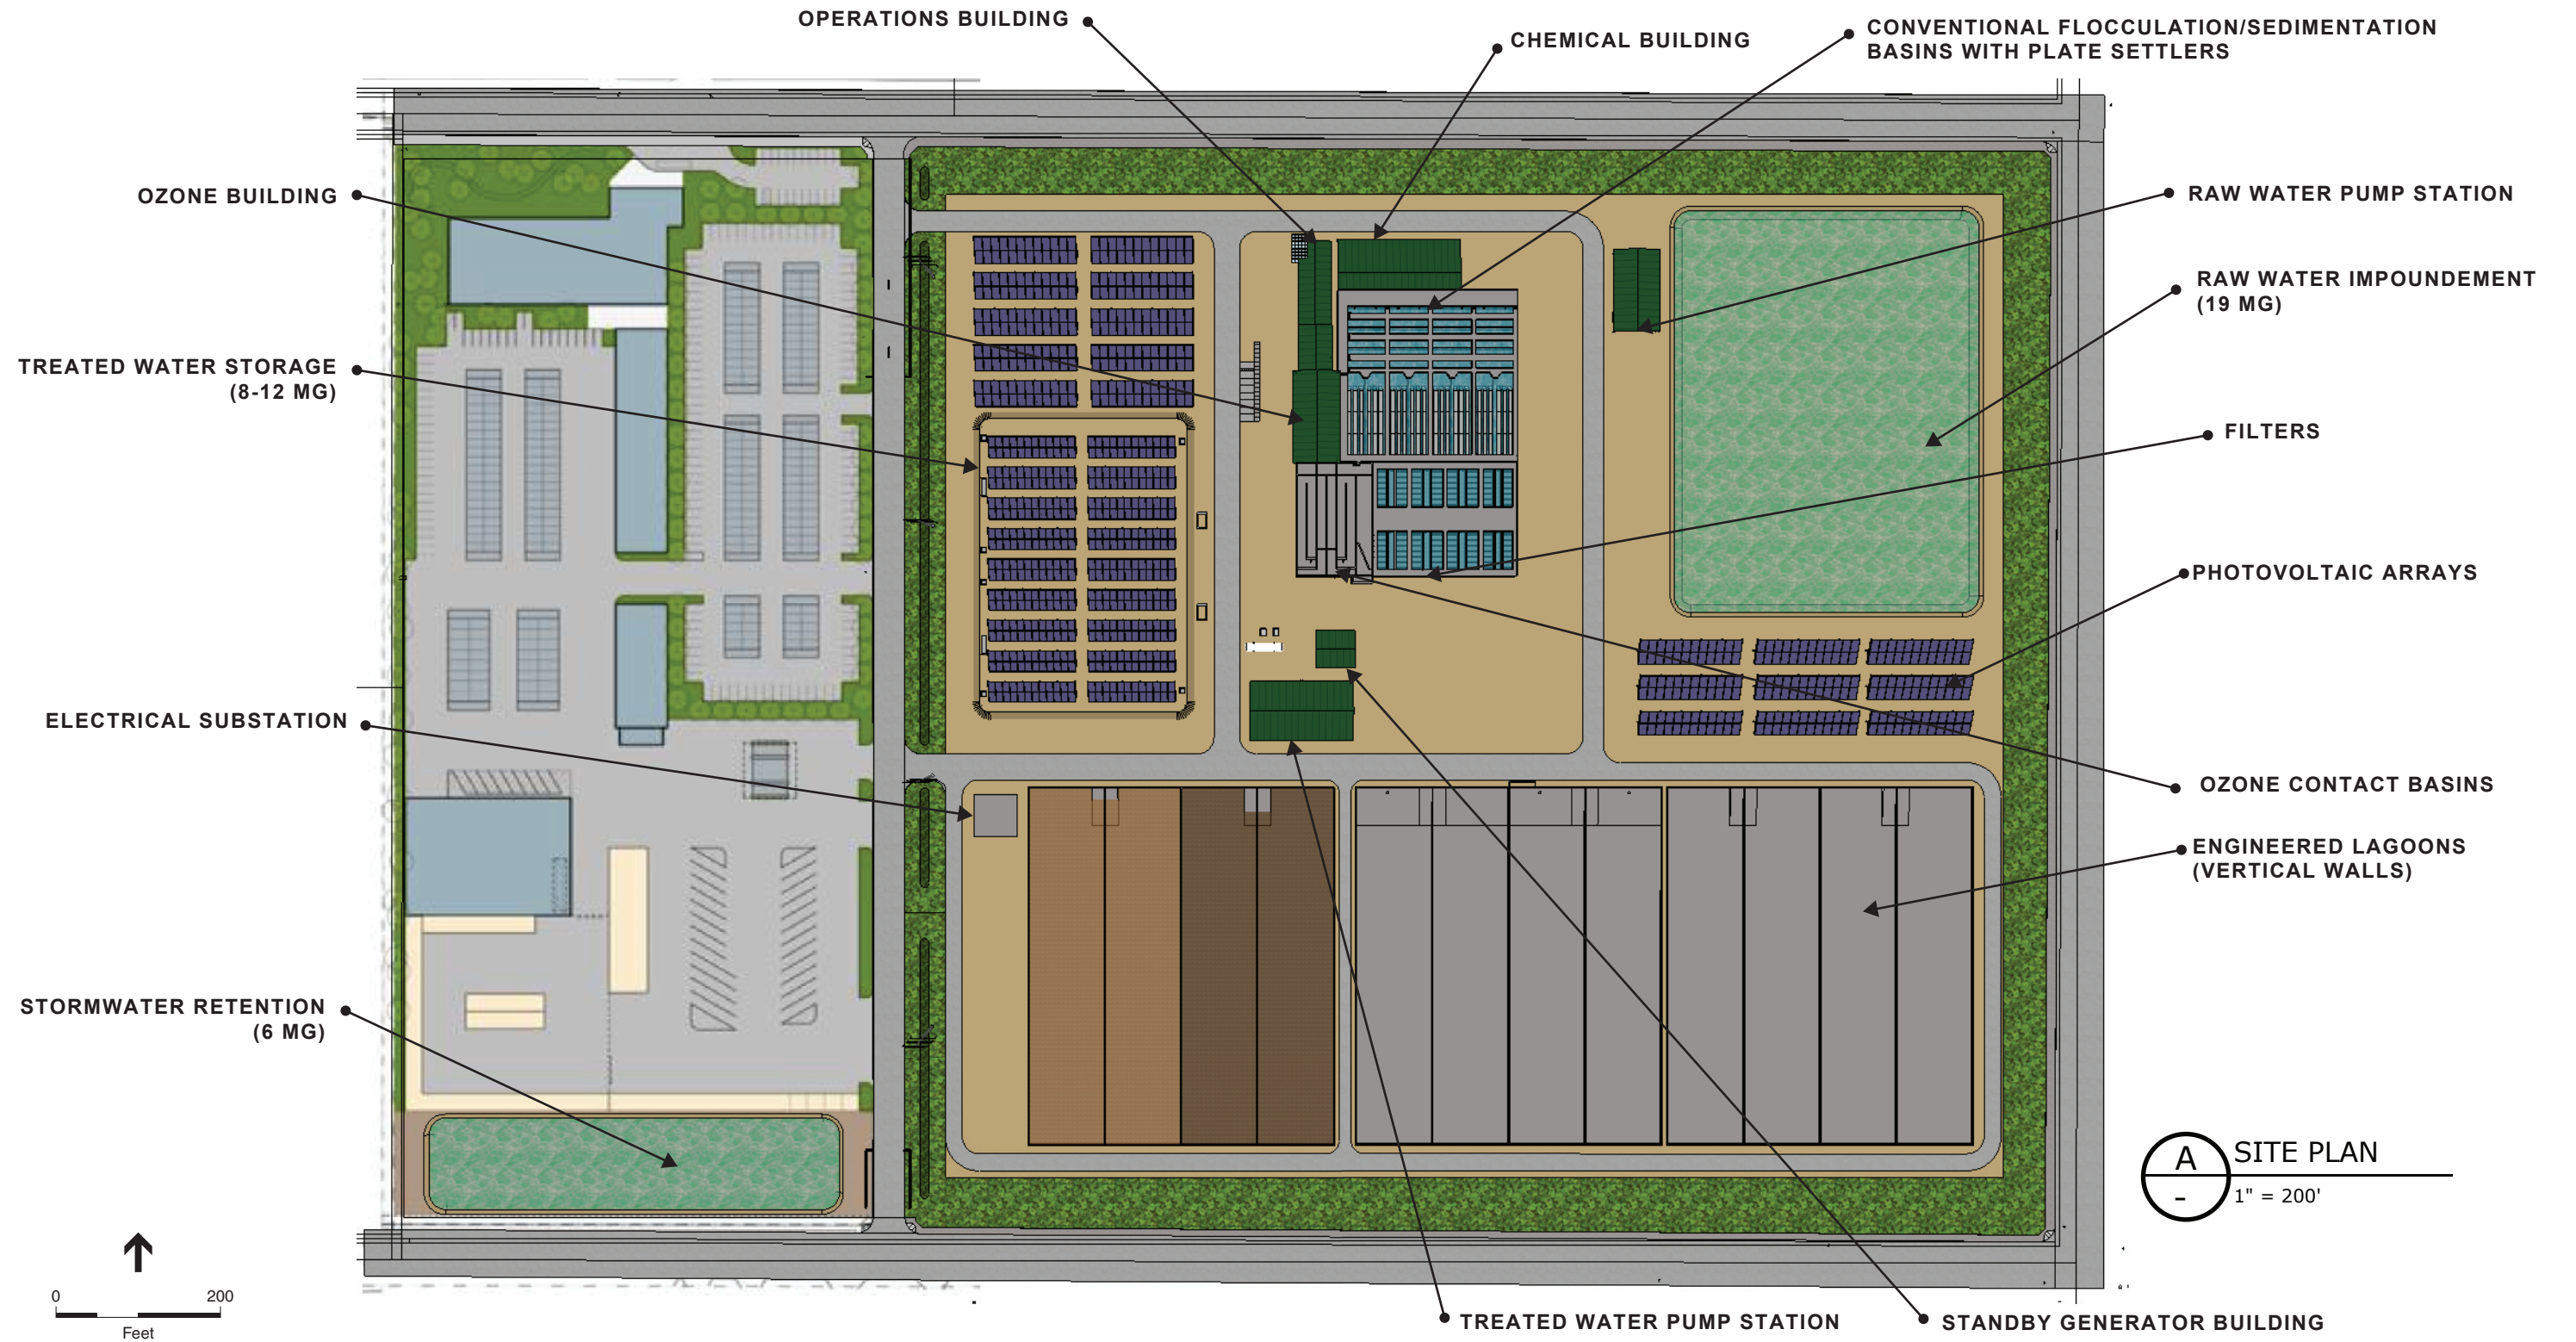 OPERATIONS BUILDING
CHEMICAL BUILDING
CONVENTIONAL FLOCCULATION/SEDIMENTATION
BASINS WITH PLATE SETTLERS
OZONE BUILDING
RAW WATER PUMP STATION
RAW WATER IMPOUNDEMENT
(19 MG)
TREATED WATER STORAGE
(8-12 MG)
FILTERS
PHOTOVOLTAIC ARRAYS
ELECTRICAL SUBSTATION
OZONE CONTACT BASINS
ENGINEERED LAGOONS
(VERTICAL WALLS)
STORMWATER RETENTION
(6 MG)
A
-
SITE PLAN
1" = 200'
0 200
Feet
TREATED WATER PUMP STATION
STANDBY GENERATOR BUILDING